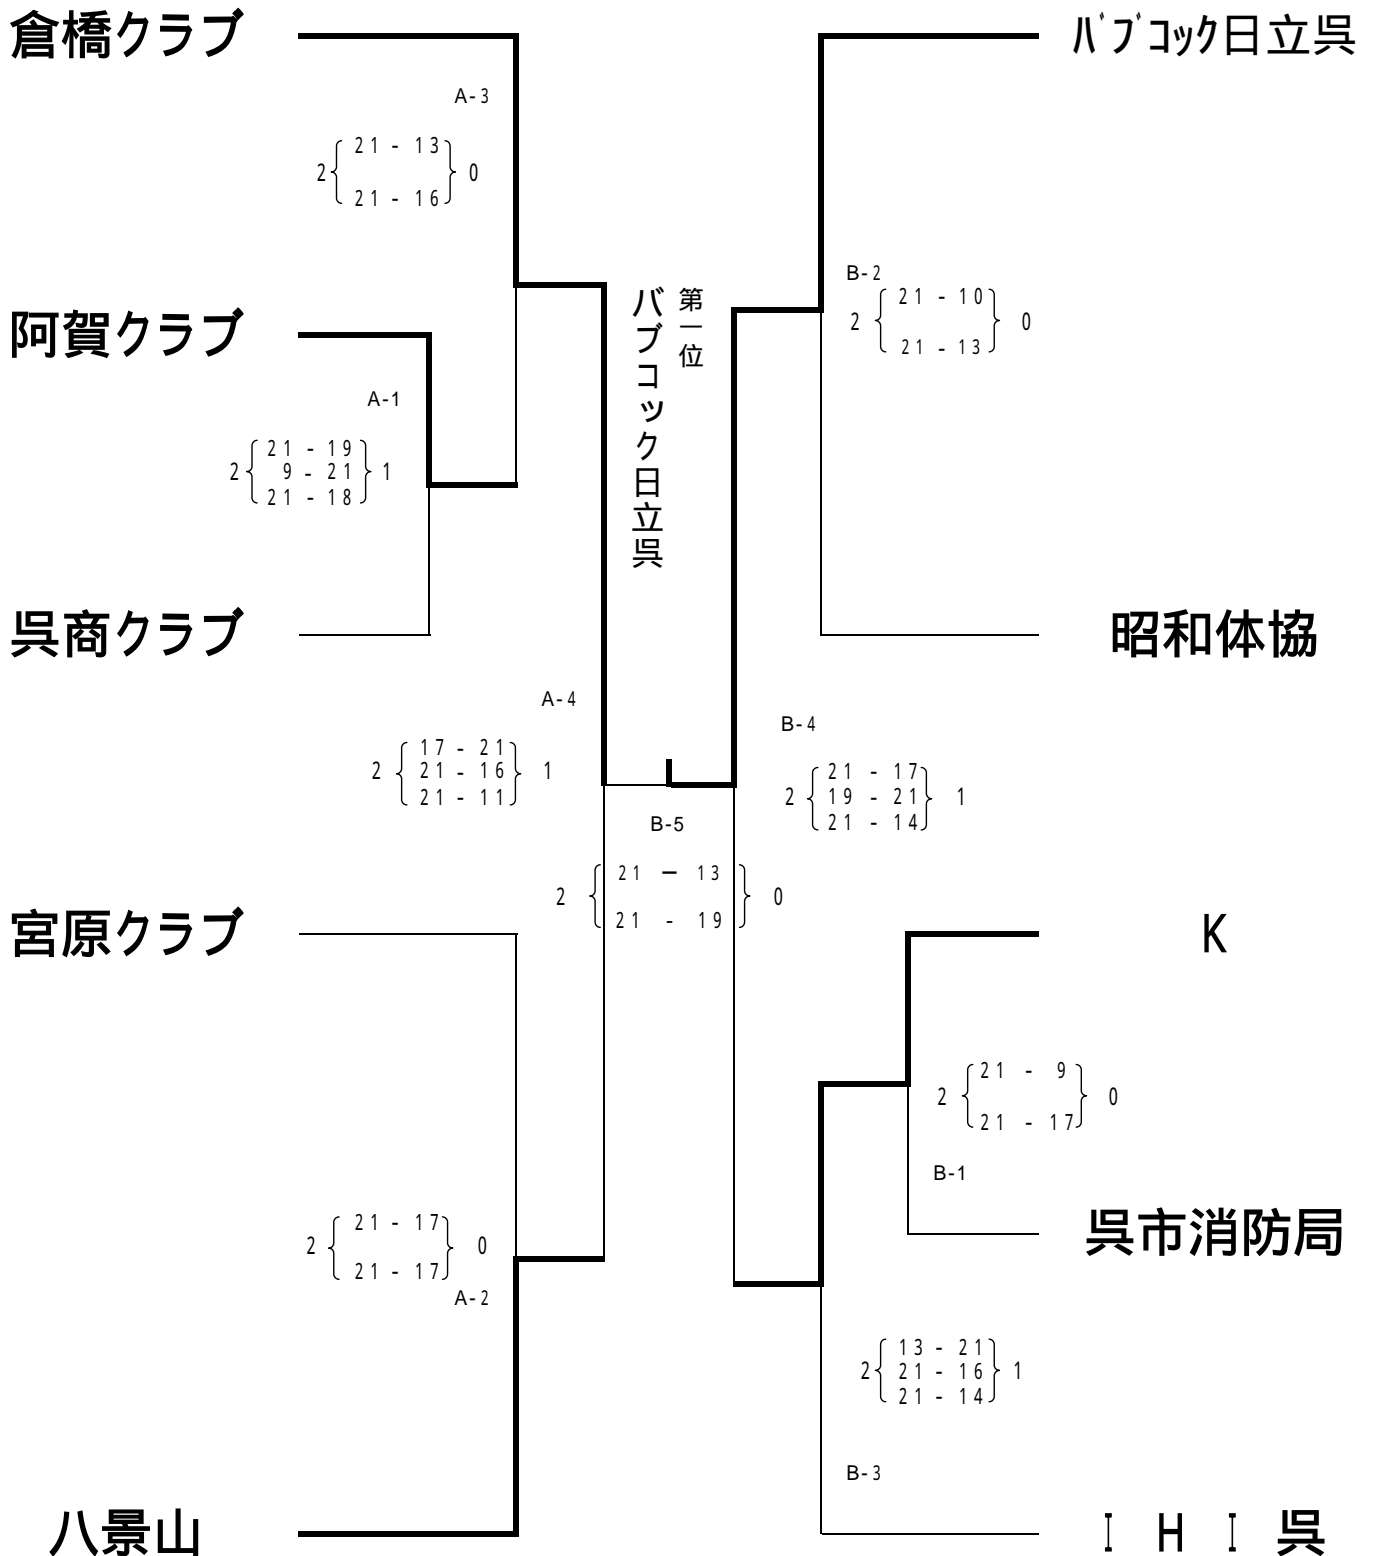 倉橋クラブ
ﾊﾞﾌﾞｺｯｸ日立呉
A-3
21 - 13
2 0
21 - 16
B-2
21 - 10
2 0
21 - 13
第一位
バブコック日立呉
阿賀クラブ
A-1
21 - 19
2 9 - 21 1
21 - 18
呉商クラブ
昭和体協
A-4
17 - 21
2 21 - 16 1
21 - 11
B-4
21 - 17
2 19 - 21 1
21 - 14
B-5
21 ー 13
2 0
21 - 19
宮原クラブ
K
21 - 9
2 0
21 - 17
B-1
呉市消防局
21 - 17
2 0
21 - 17
A-2
13 - 21
2 21 - 16 1
21 - 14
B-3
八景山
I H I 呉